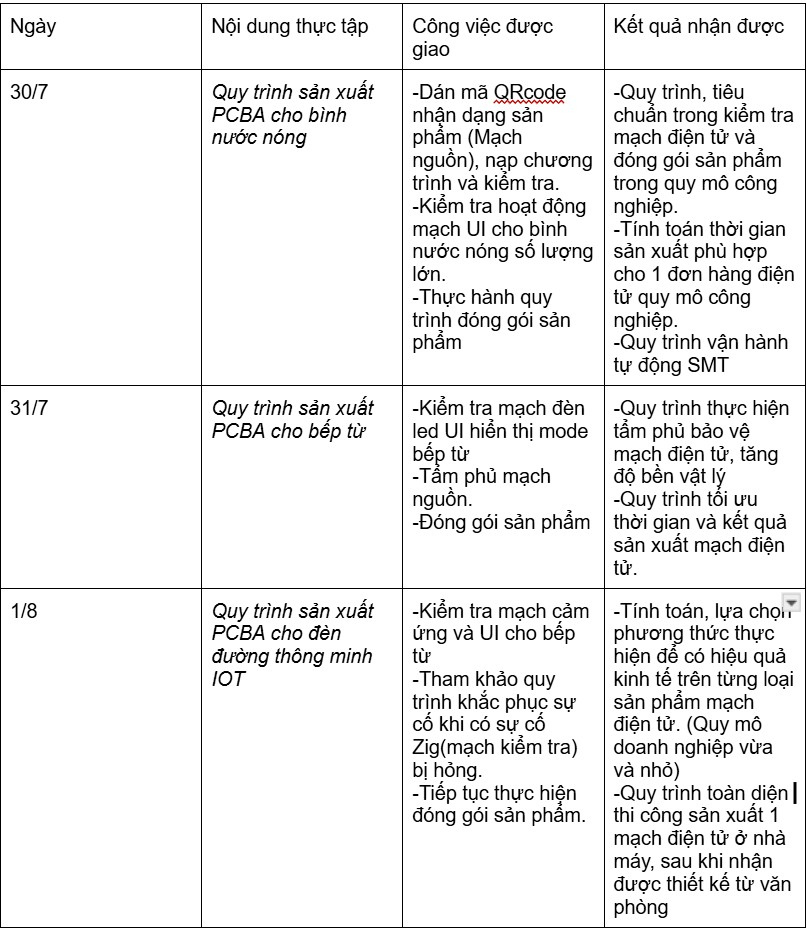 Ngày
Nội dung thực tập
Công việc được
giao
Kết quả nhận được
30/7
Quy trình sản xuất
PCBA cho bình
nước nóng
-Dán mã QRcode
nhận dạng sản
phẩm (Mạch
nguồn), nạp chương
trình và kiểm tra.
-Kiểm tra hoạt động
mạch UI cho bình
nước nóng số lượng
lớn.
-Thực hành quy
trình đóng gói sản
phẩm
-Quy trình, tiêu
chuẩn trong kiểm tra
mạch điện tử và
đóng gói sản phẩm
trong quy mô công
nghiệp.
-Tính toán thời gian
sản xuất phù hợp
cho 1 đơn hàng điện
tử quy mô công
nghiệp.
-Quy trình vận hành
tự động SMT
31/7
Quy trình sản xuất
PCBA cho bếp từ
-Kiểm tra mạch đèn
led UI hiển thị mode
bếp từ
-Tẩm phủ mạch
nguồn.
-Đóng gói sản phẩm
-Quy trình thực hiện
tẩm phủ bảo vệ
mạch điện tử, tăng
độ bền vật lý
-Quy trình tối ưu
thời gian và kết quả
sản xuất mạch điện
tử.
1/8
Quy trình sản xuất
PCBA cho đèn
đường thông minh
IOT
-Kiểm tra mạch cảm
ứng và UI cho bếp
từ
-Tham khảo quy
trình khắc phục sự
cố khi có sự cố
Zig(mạch kiểm tra)
bị hỏng.
-Tiếp tục thực hiện
đóng gói sản phẩm.
-Tính toán, lựa chọn
phương thức thực
hiện để có hiệu quả
kinh tế trên từng loại
sản phẩm mạch
điện tử. (Quy mô
doanh nghiệp vừa
và nhỏ)
-Quy trình toàn diện
thi công sản xuất 1
mạch điện tử ở nhà
máy, sau khi nhận
được thiết kế từ văn
phòng